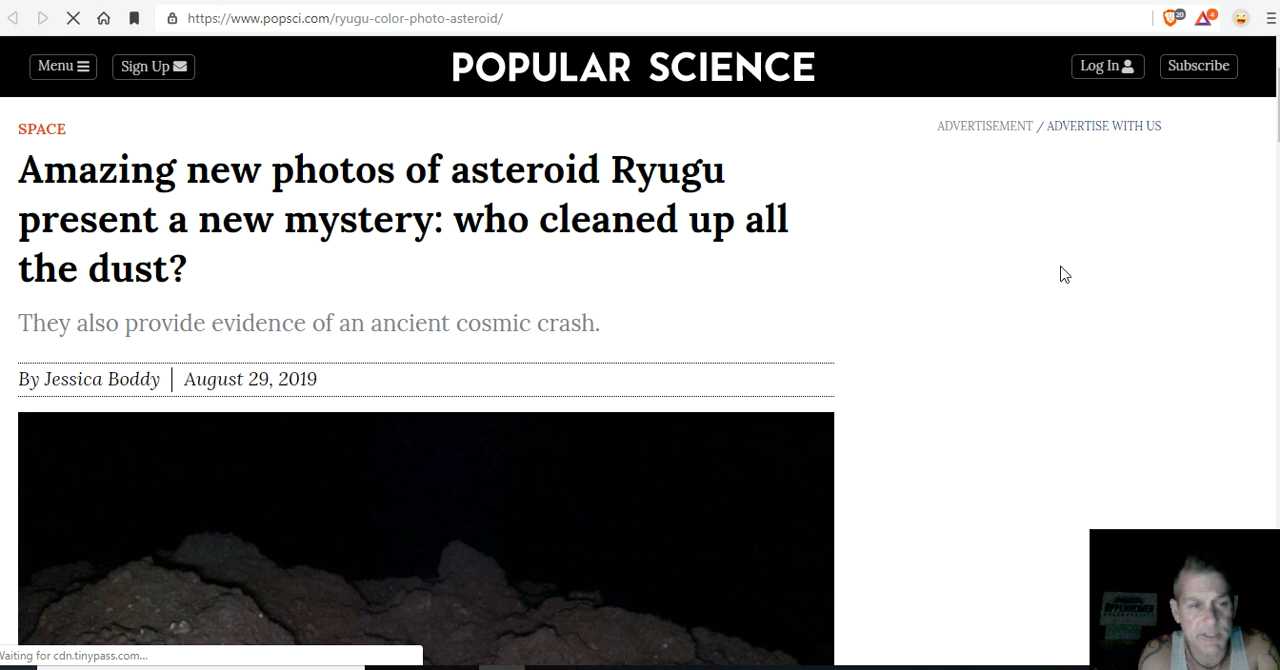 https://www.popsci.com/ryugu-color-photo-asteroid/
20
4
Menu
Sign Up
POPULAR SCIENCE
Log In
Subscribe
SPACE
ADVERTISEMENT / ADVERTISE WITH US
Amazing new photos of asteroid Ryugu
present a new mystery: who cleaned up all
the dust?
They also provide evidence of an ancient cosmic crash.
By Jessica Boddy | August 29, 2019
Waiting for cdn.tinypass.com...